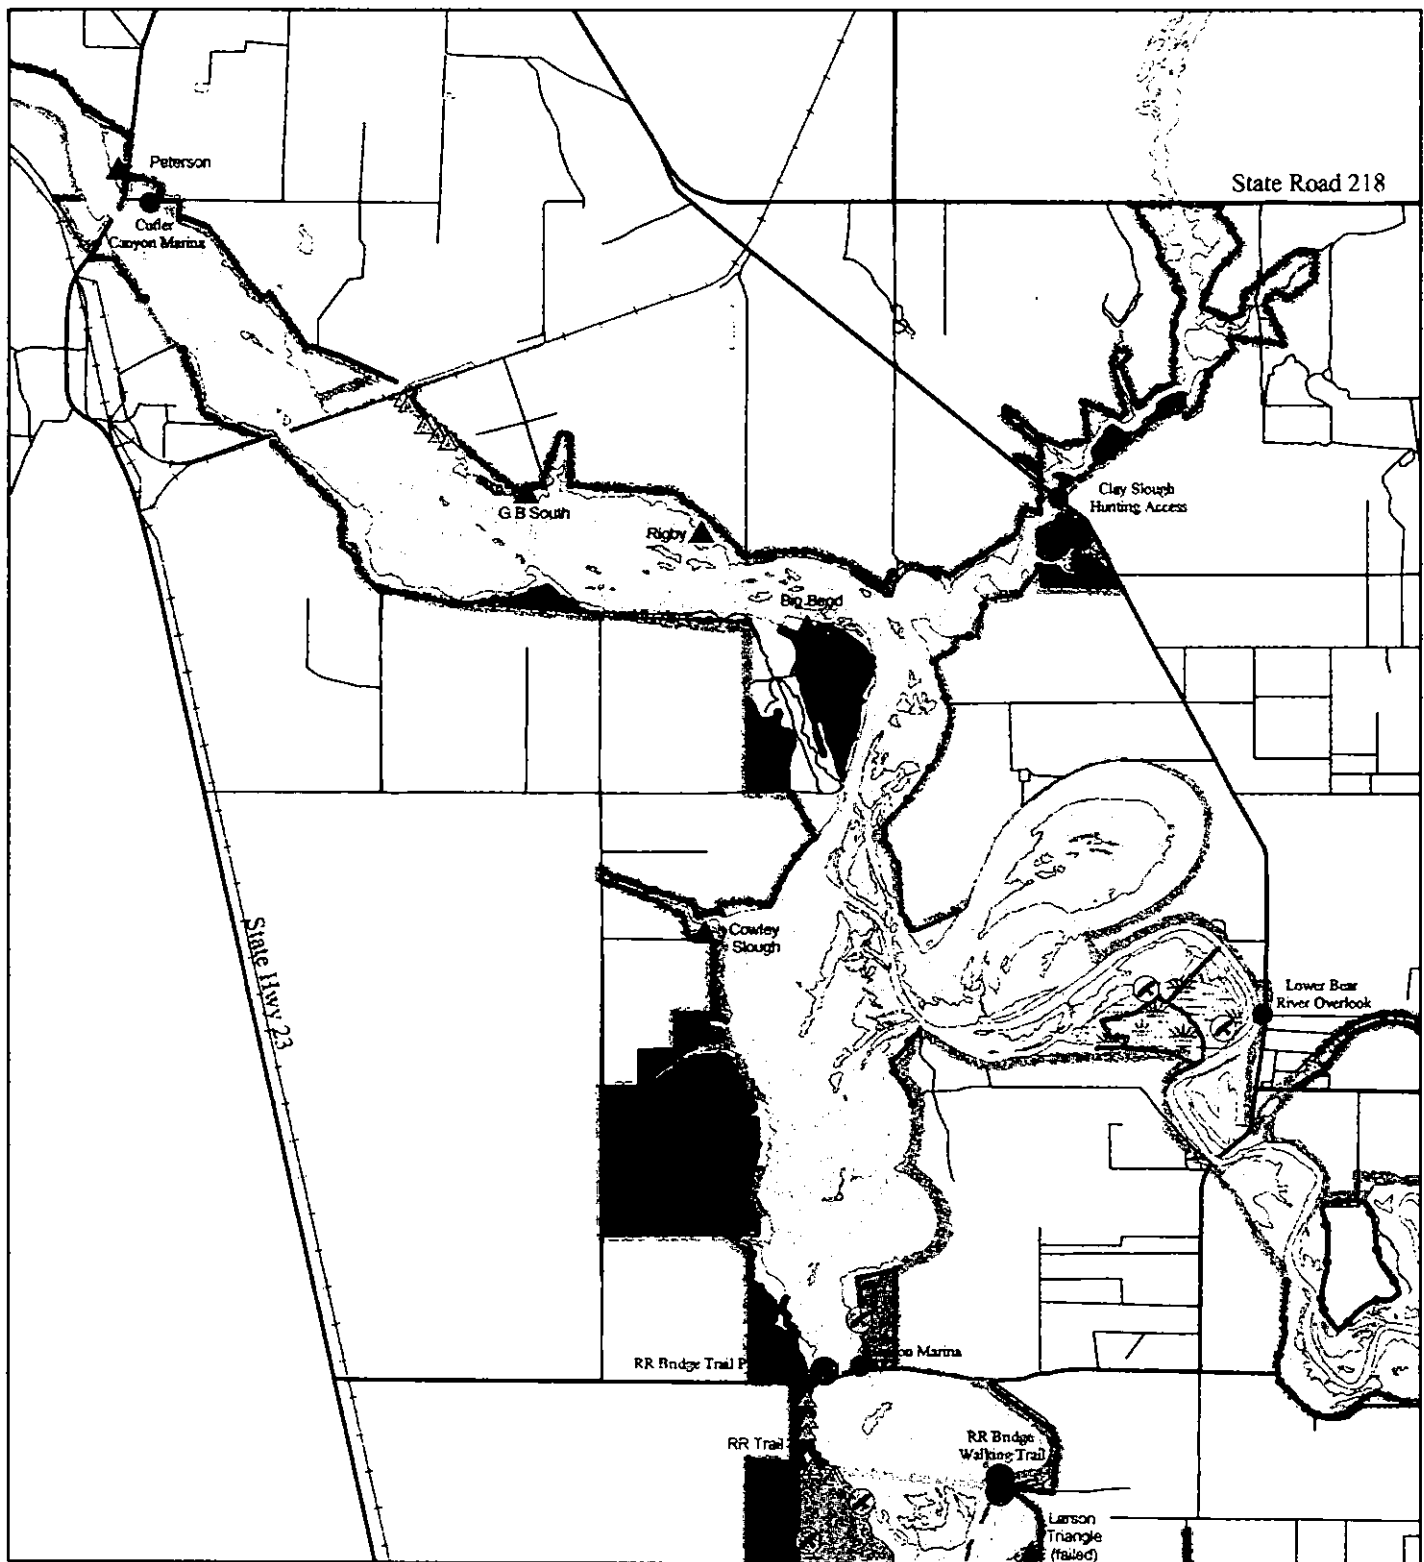 Peterson
State Road 218
Cutler
Canyon Marina
Clay Slough
Hunting Access
G B South
Rigby
Big Bend
Cowley
Slough
State Hwy 23
Lower Bear
River Overlook
RR Bridge Trail P
Marina
RR Trail
RR Bridge
Walking Trail
Larson
Triangle
(failed)